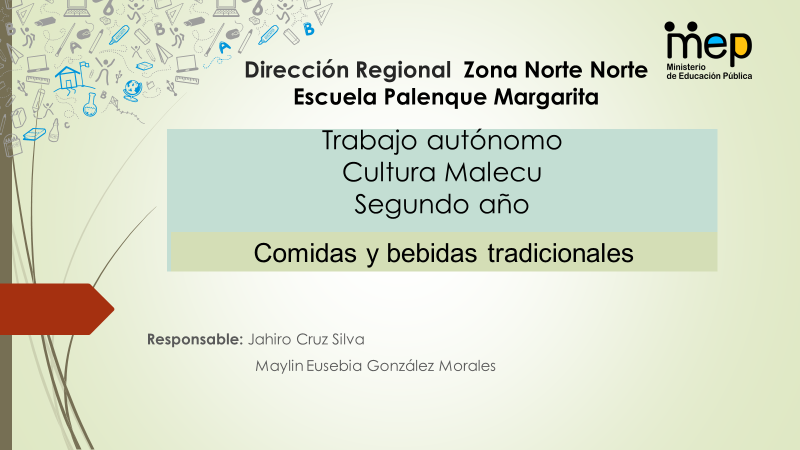 mep
Ministerio
de Educación Pública
Dirección Regional Zona Norte Norte
Escuela Palenque Margarita
Trabajo autónomo
Cultura Malecu
Segundo año
Comidas y bebidas tradicionales
Responsable: Jahiro Cruz Silva
Maylin Eusebia González Morales